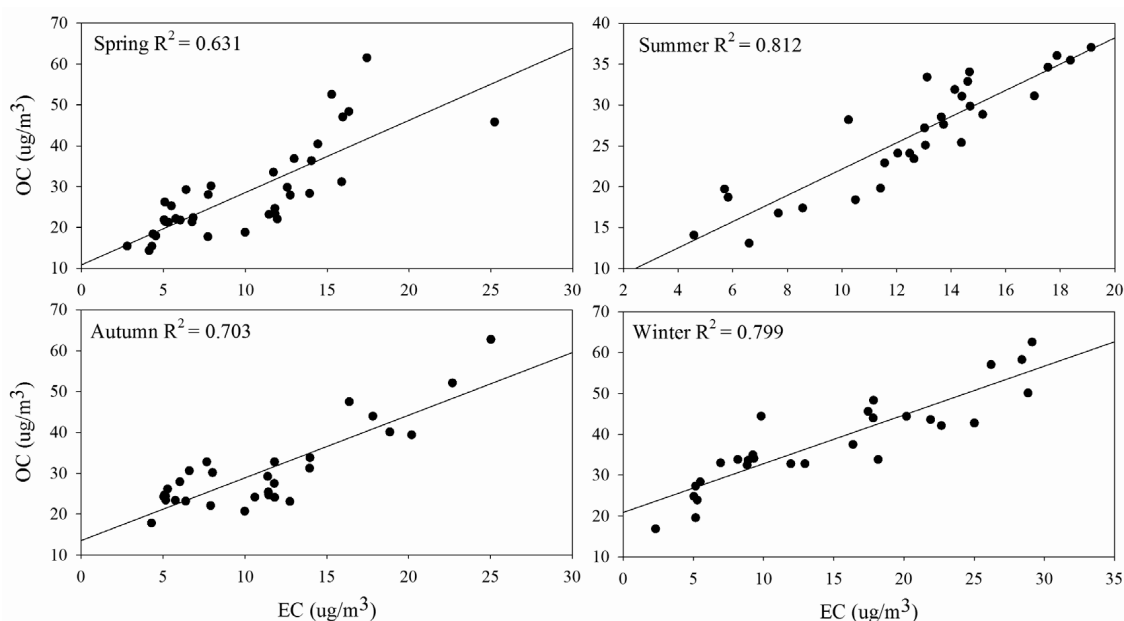 Spring R² = 0.631
OC (ug/m³)
70
60
50
40
30
20
10
0 5 10 15 20 25 30
Summer R² = 0.812
40
35
30
25
20
15
10
2 4 6 8 10 12 14 16 18 20
Autumn R² = 0.703
OC (ug/m³)
70
60
50
40
30
20
10
0 5 10 15 20 25 30
EC (ug/m³)
Winter R² = 0.799
70
60
50
40
30
20
10
0 5 10 15 20 25 30 35
EC (ug/m³)